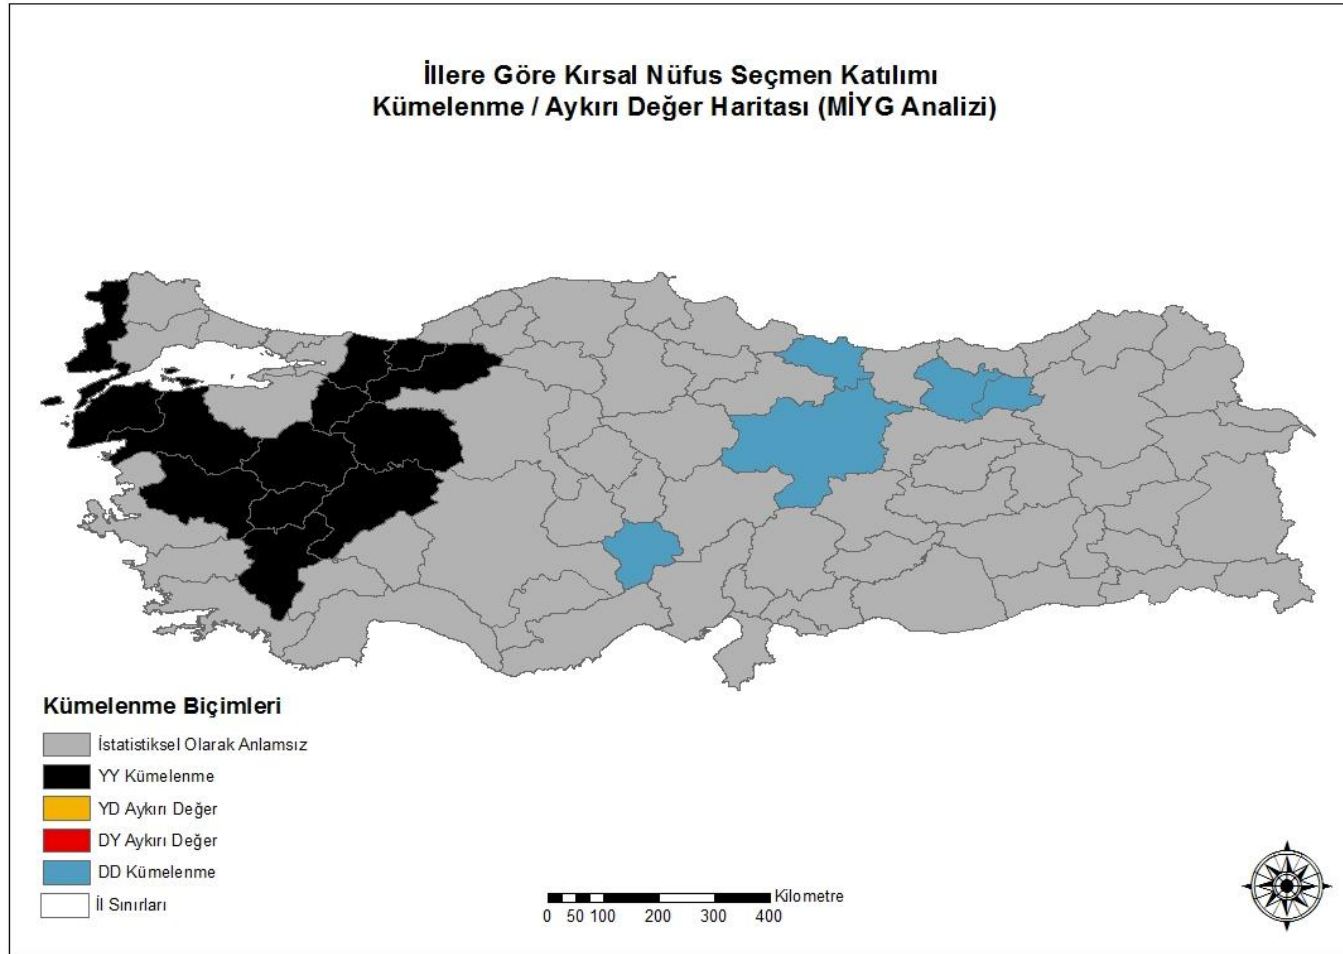 İllere Göre Kırsal Nüfus Seçmen Katılımı
Kümelenme / Aykırı Değer Haritası (MİYG Analizi)
Kümelenme Biçimleri
İstatistiksel Olarak Anlamsız
YY Kümelenme
YD Aykırı Değer
DY Aykırı Değer
DD Kümelenme
İl Sınırları
Kilometre
0 50 100 200 300 400